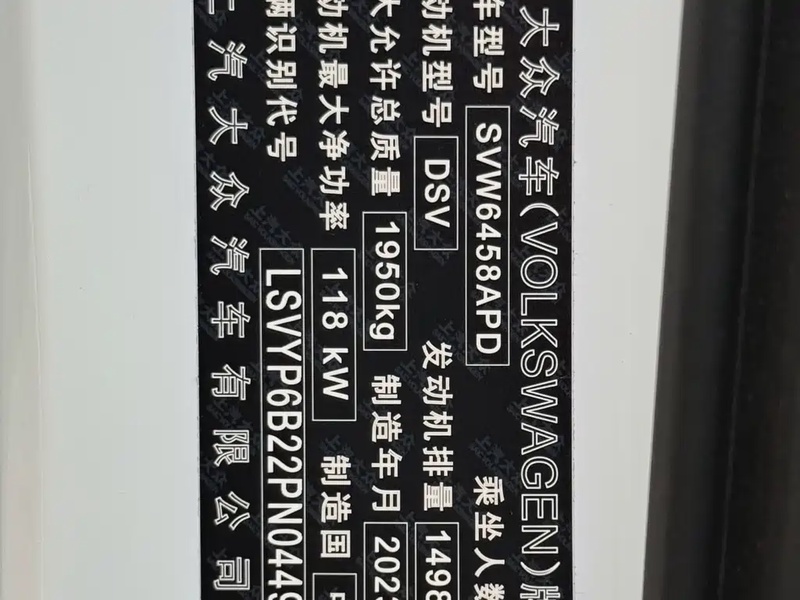 大众汽车(VOLKSWAGEN)牌
车型号 SVW6458APD 乘坐人数
动机型号 DSV 发动机排量 1498
大允许总质量 1950kg 制造年月 2023
动机最大净功率 118 kW 制造国
辆识别代号 LSVYP6B22PN0449
汽大众汽车有限公司